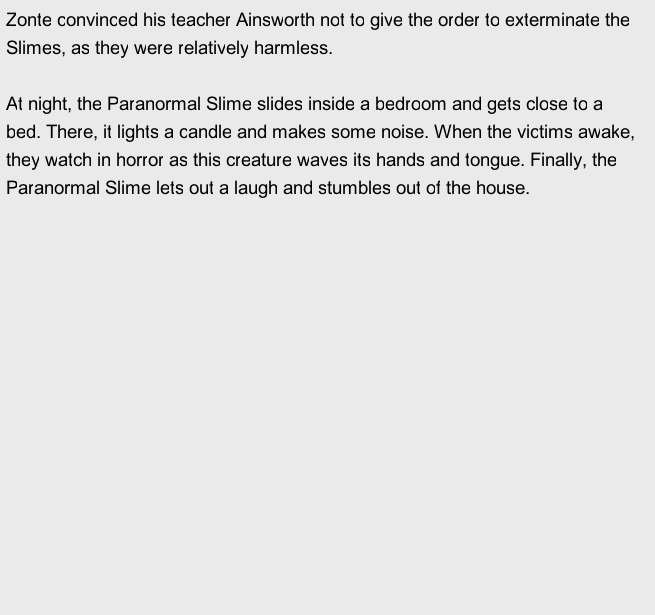 Zonte convinced his teacher Ainsworth not to give the order to exterminate the
Slimes, as they were relatively harmless.

At night, the Paranormal Slime slides inside a bedroom and gets close to a
bed. There, it lights a candle and makes some noise. When the victims awake,
they watch in horror as this creature waves its hands and tongue. Finally, the
Paranormal Slime lets out a laugh and stumbles out of the house.